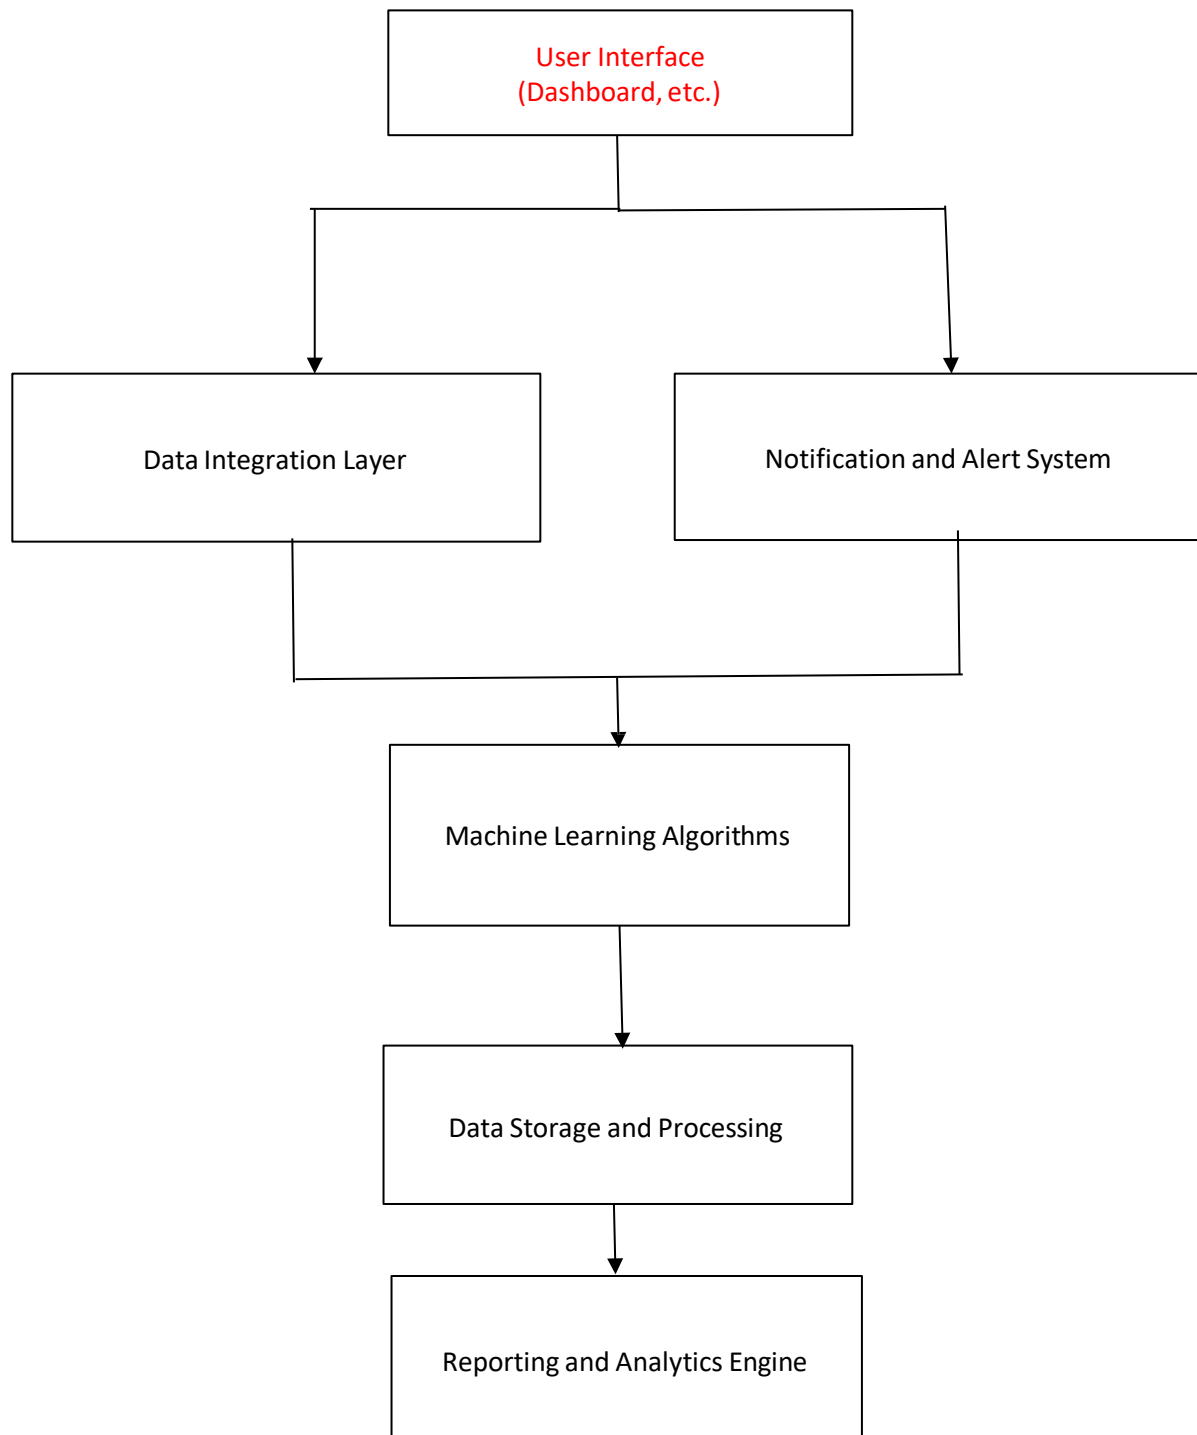 User Interface
(Dashboard, etc.)
Data Integration Layer
Notification and Alert System
Machine Learning Algorithms
Data Storage and Processing
Reporting and Analytics Engine